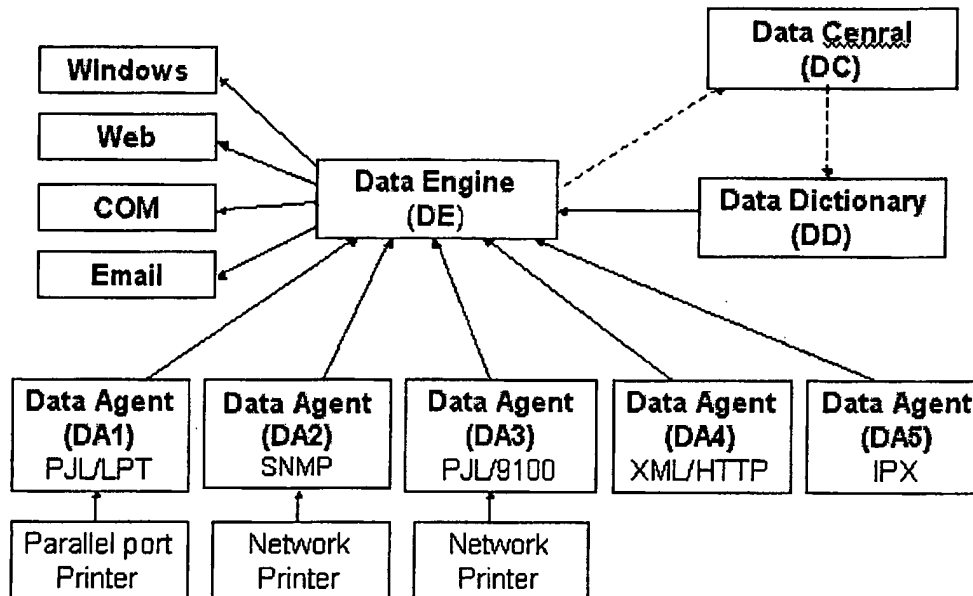 Windows
Web
COM
Email
Data Cenral
(DC)
Data Engine
(DE)
Data Dictionary
(DD)
Data Agent
(DA1)
PJL/LPT
Data Agent
(DA2)
SNMP
Data Agent
(DA3)
PJL/9100
Data Agent
(DA4)
XML/HTTP
Data Agent
(DA5)
IPX
Parallel port
Printer
Network
Printer
Network
Printer